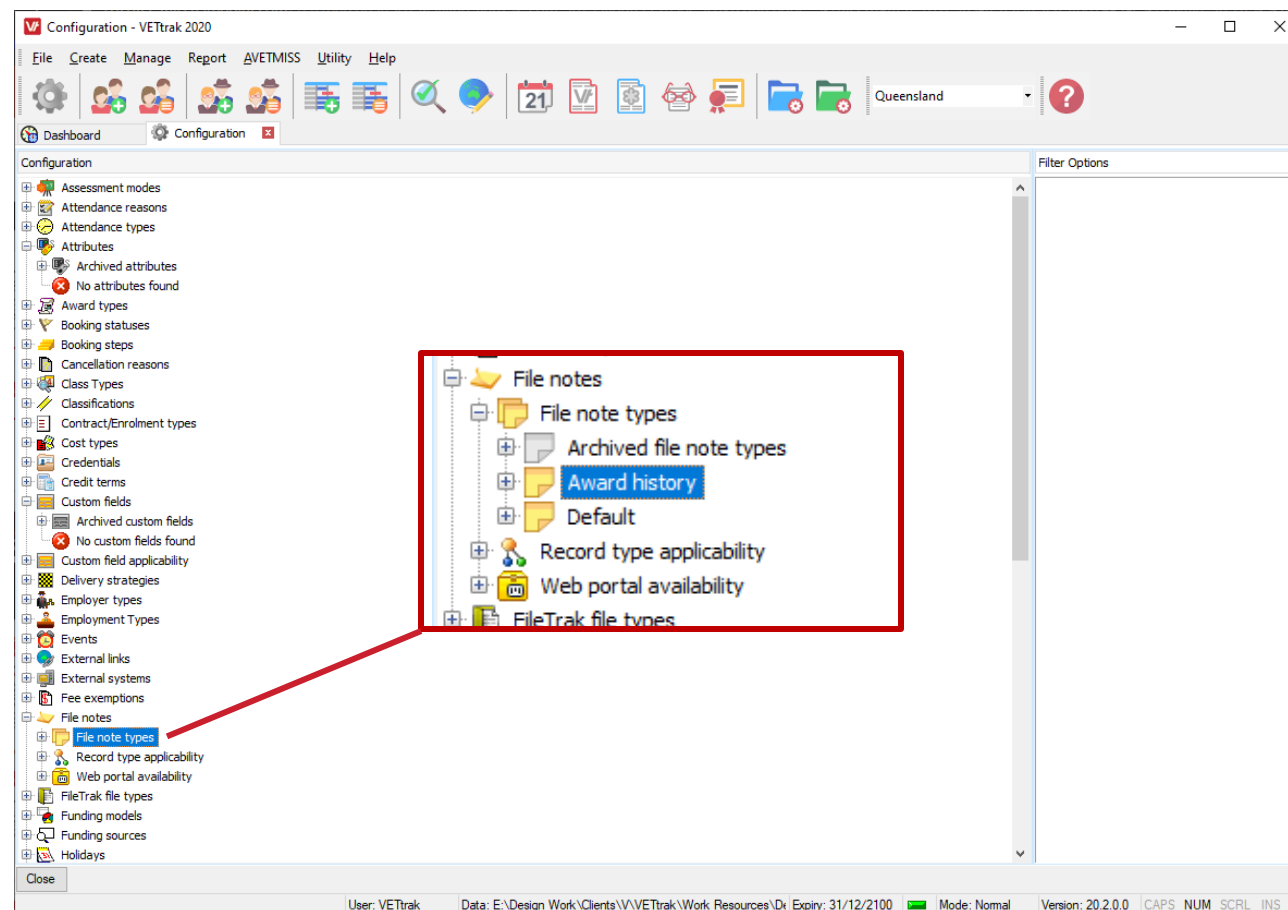 Configuration - VETtrak 2020
File Create Manage Report AVETMISS Utility Help
21
Queensland
?
Dashboard Configuration
Configuration
Filter Options
Assessment modes
Attendance reasons
Attendance types
Attributes
Archived attributes
No attributes found
Award types
Booking statuses
Booking steps
Cancellation reasons
Class Types
Classifications
Contract/Enrolment types
Cost types
Credentials
Credit terms
Custom fields
Archived custom fields
No custom fields found
Custom field applicability
Delivery strategies
Employer types
Employment Types
Events
External links
External systems
Fee exemptions
File notes
File note types
Record type applicability
Web portal availability
FileTrak file types
Funding models
Funding sources
Holidays
File notes
File note types
Archived file note types
Award history
Default
Record type applicability
Web portal availability
FileTrak file types
Close
User: VETtrak Data: E:\Design Work\Clients\V\VETtrak\Work Resources\De Expiry: 31/12/2100 Mode: Normal Version: 20.2.0.0 CAPS NUM SCRL INS